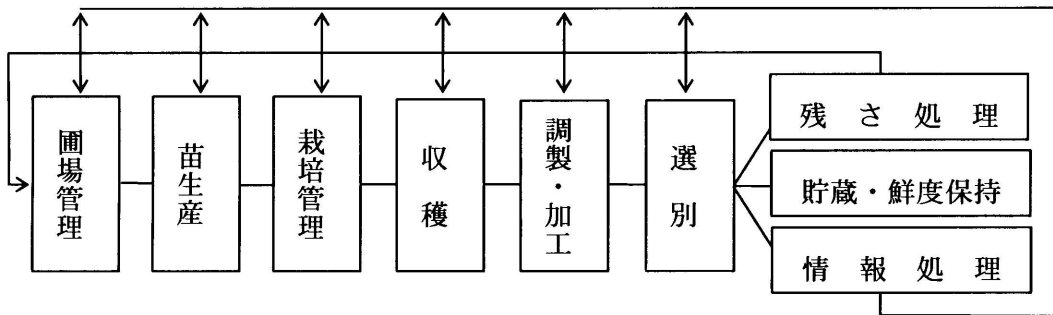 圃場管理
苗生産
栽培管理
収穫
調製・加工
選別
残さ処理
貯蔵・鮮度保持
情報処理